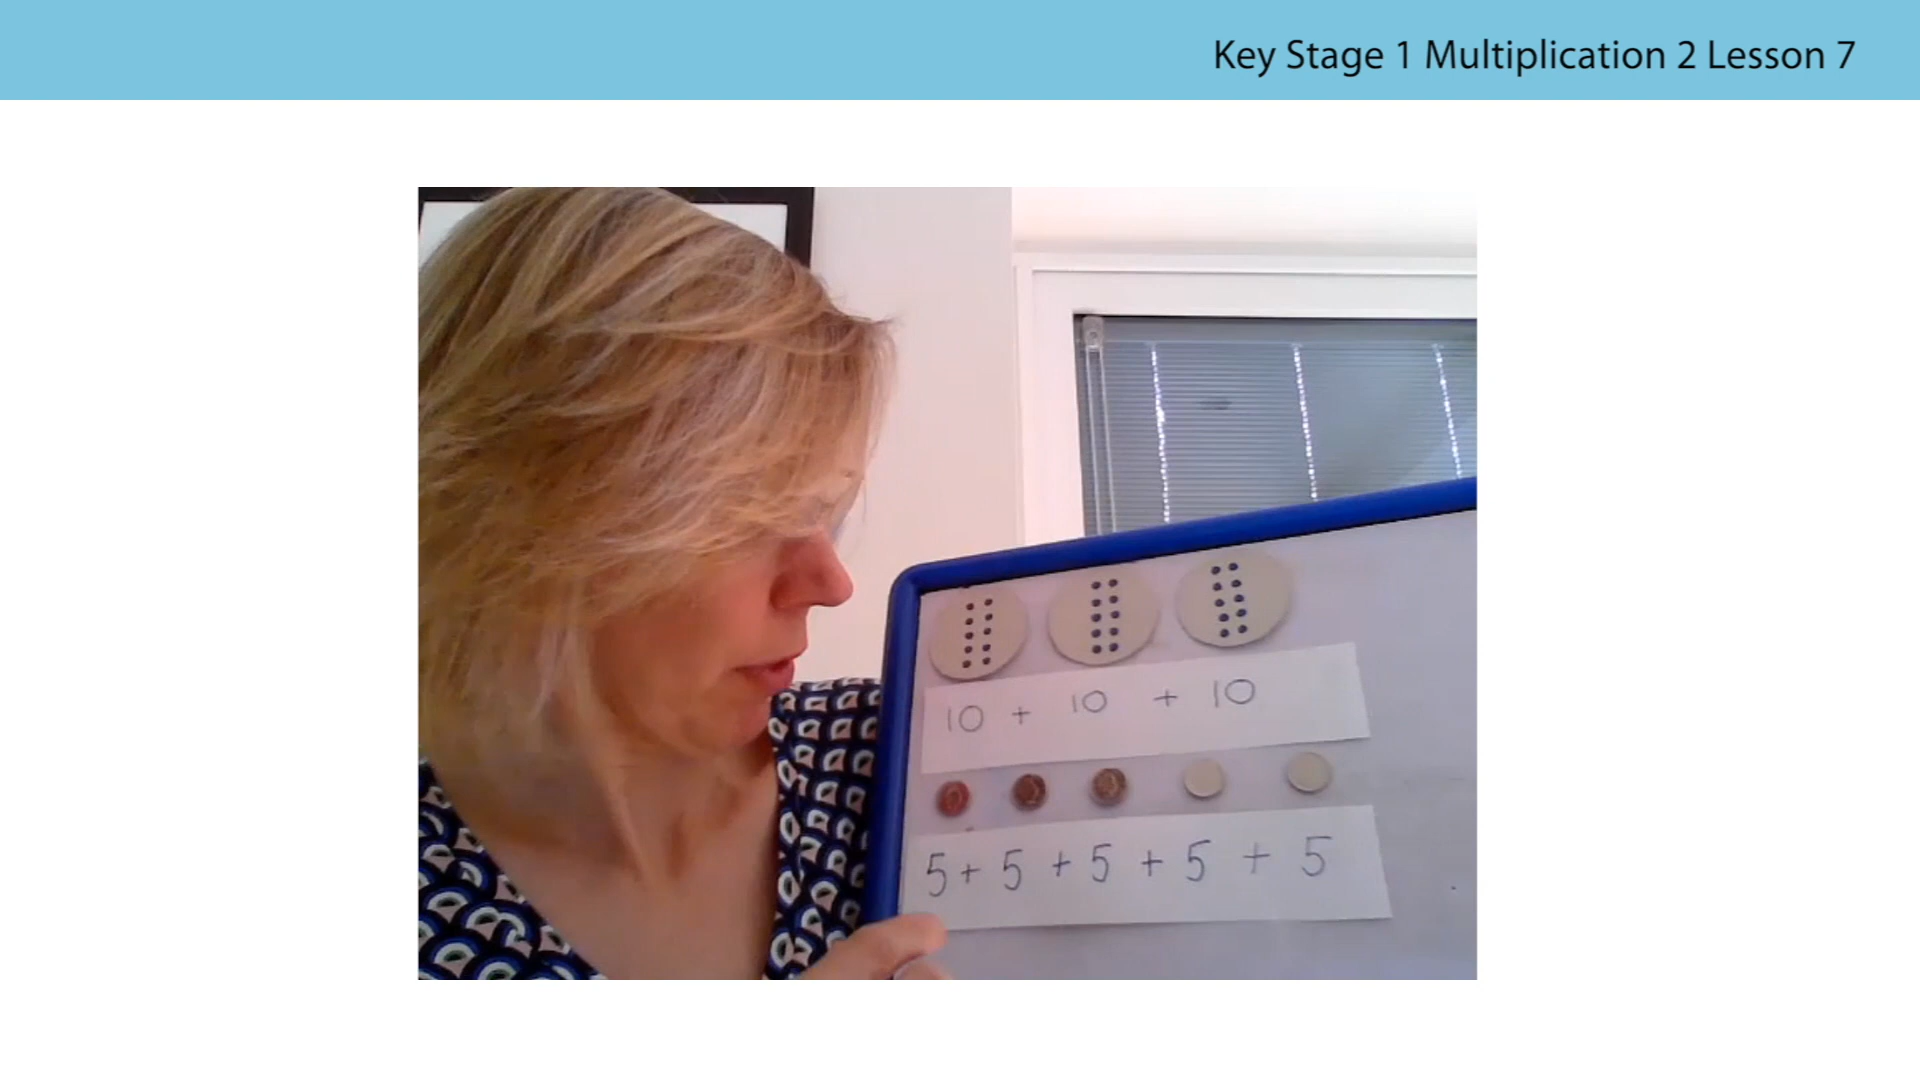 Key Stage 1 Multiplication 2 Lesson 7
10 + 10 + 10
5 + 5 + 5 + 5 + 5